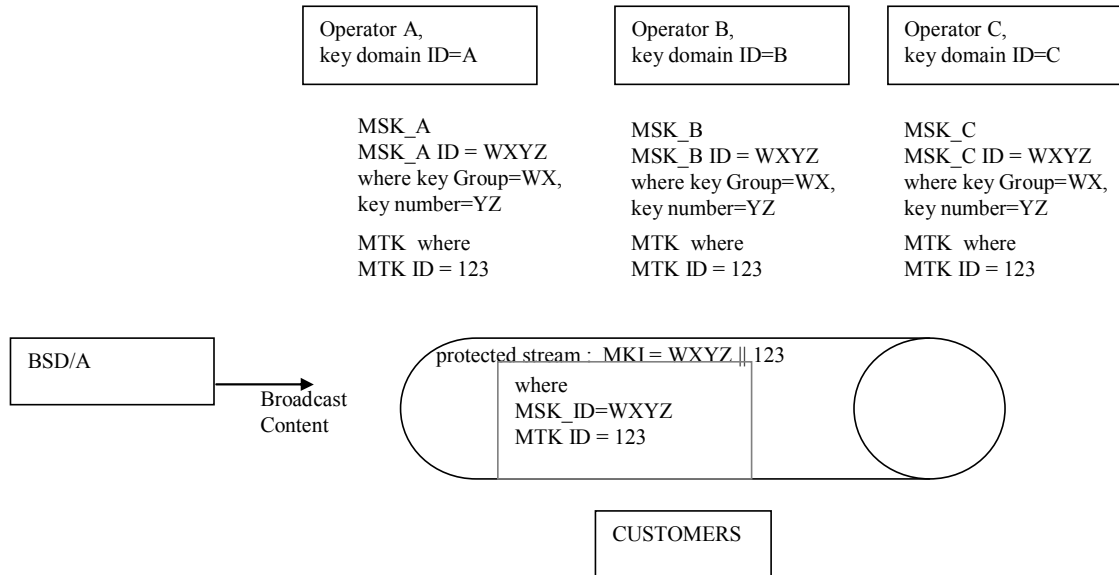 Operator A,
key domain ID=A
Operator B,
key domain ID=B
Operator C,
key domain ID=C
MSK_A
MSK_A ID = WXYZ
where key Group=WX,
key number=YZ
MTK where
MTK ID = 123
MSK_B
MSK_B ID = WXYZ
where key Group=WX,
key number=YZ
MTK where
MTK ID = 123
MSK_C
MSK_C ID = WXYZ
where key Group=WX,
key number=YZ
MTK where
MTK ID = 123
BSD/A
Broadcast
Content
protected stream : MKI = WXYZ || 123
where
MSK_ID=WXYZ
MTK ID = 123
CUSTOMERS